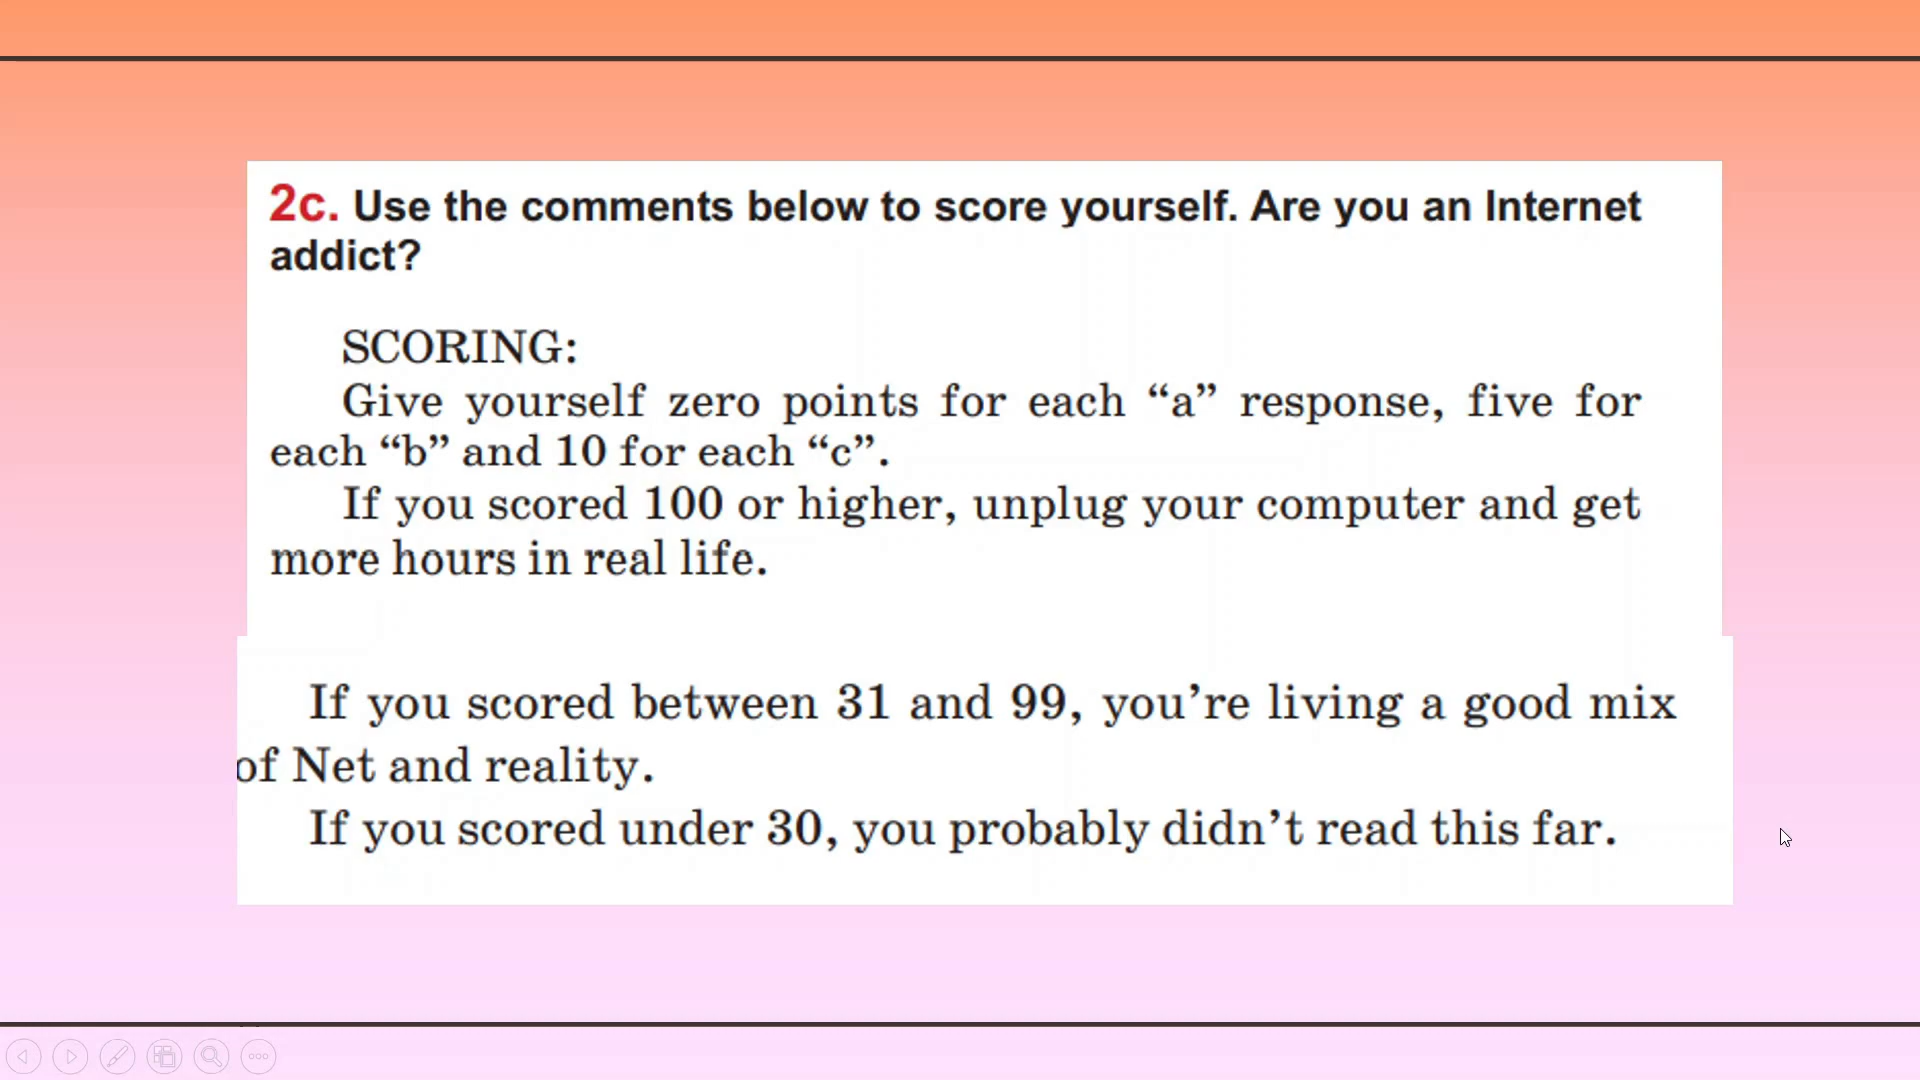 2c. Use the comments below to score yourself. Are you an Internet
addict?
SCORING:
Give yourself zero points for each “a” response, five for
each “b” and 10 for each “c”.
If you scored 100 or higher, unplug your computer and get
more hours in real life.
If you scored between 31 and 99, you’re living a good mix
of Net and reality.
If you scored under 30, you probably didn’t read this far.